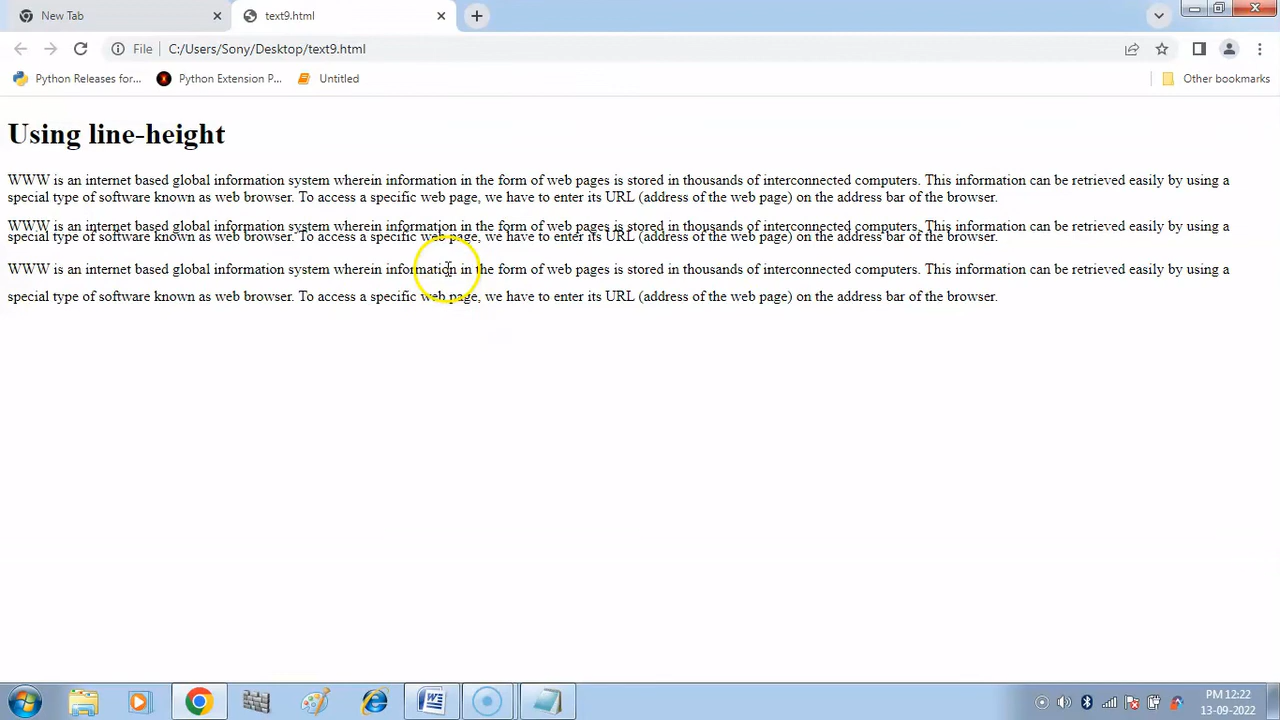 New Tab
text9.html
File C:/Users/Sony/Desktop/text9.html
Python Releases for...
Python Extension P...
Untitled
Other bookmarks
Using line-height
WWW is an internet based global information system wherein information in the form of web pages is stored in thousands of interconnected computers. This information can be retrieved easily by using a
special type of software known as web browser. To access a specific web page, we have to enter its URL (address of the web page) on the address bar of the browser.
WWW is an internet based global information system wherein information in the form of web pages is stored in thousands of interconnected computers. This information can be retrieved easily by using a
special type of software known as web browser. To access a specific web page, we have to enter its URL (address of the web page) on the address bar of the browser.
WWW is an internet based global information system wherein information in the form of web pages is stored in thousands of interconnected computers. This information can be retrieved easily by using a
special type of software known as web browser. To access a specific web page, we have to enter its URL (address of the web page) on the address bar of the browser.
PM 12:22
13-09-2022